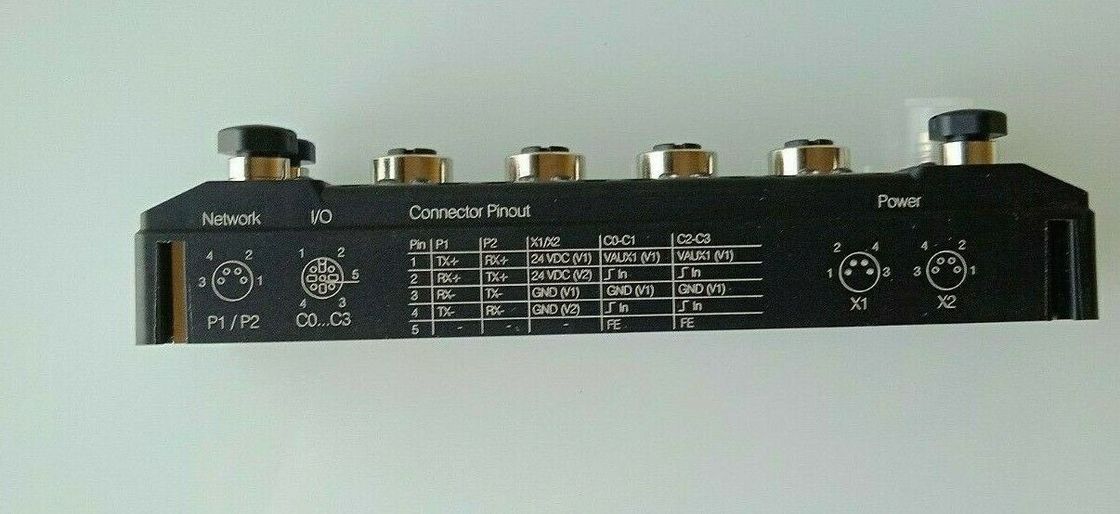 Network I/O Connector Pinout Power
4 2 1 2 2 4 4 2
3 1 5 1 3 3 1
4 3
P1 / P2 C0...C3 X1 X2
Pin P1 P2 X1/X2 C0-C1 C2-C3
1 TX+ RX+ 24 VDC (V1) VAUX1 (V1) VAUX1 (V1)
2 RX+ TX+ 24 VDC (V2) In In
3 RX- TX- GND (V1) GND (V1) GND (V1)
4 TX- RX- GND (V2) In In
5 - - - FE FE